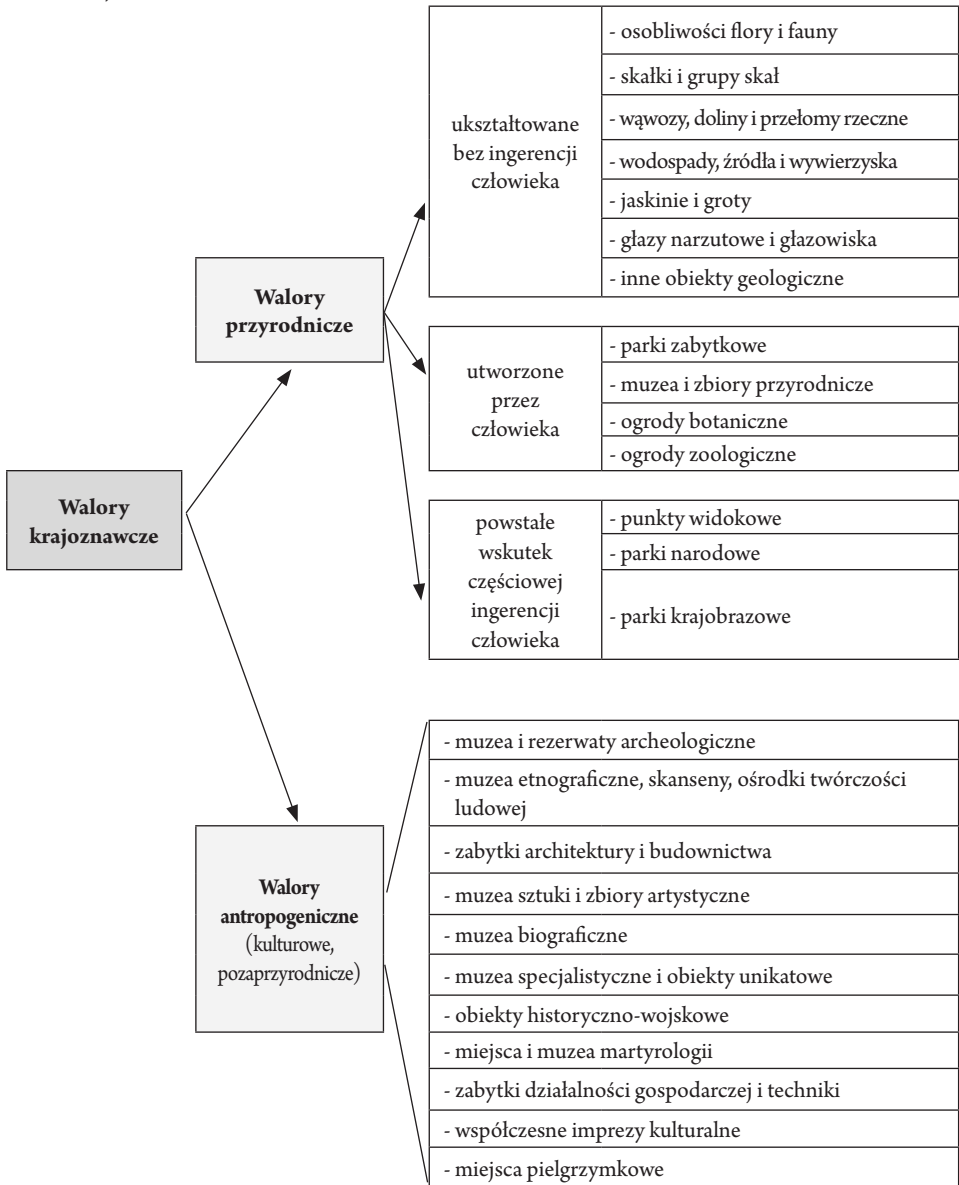 Walory
krajoznawcze
Walory
przyrodnicze
ukształtowane
bez ingerencji
człowieka
- osobliwości flory i fauny
- skałki i grupy skał
- wąwozy, doliny i przełomy rzeczne
- wodospady, źródła i wywierzyska
- jaskinie i groty
- głazy narzutowe i głazowiska
- inne obiekty geologiczne
utworzone
przez
człowieka
- parki zabytkowe
- muzea i zbiory przyrodnicze
- ogrody botaniczne
- ogrody zoologiczne
powstałe
wskutek
częściowej
ingerencji
człowieka
- punkty widokowe
- parki narodowe
- parki krajobrazowe
Walory
antropogeniczne
(kulturowe,
pozaprzyrodnicze)
- muzea i rezerwaty archeologiczne
- muzea etnograficzne, skanseny, ośrodki twórczości
ludowej
- zabytki architektury i budownictwa
- muzea sztuki i zbiory artystyczne
- muzea biograficzne
- muzea specjalistyczne i obiekty unikatowe
- obiekty historyczno-wojskowe
- miejsca i muzea martyrologii
- zabytki działalności gospodarczej i techniki
- współczesne imprezy kulturalne
- miejsca pielgrzymkowe